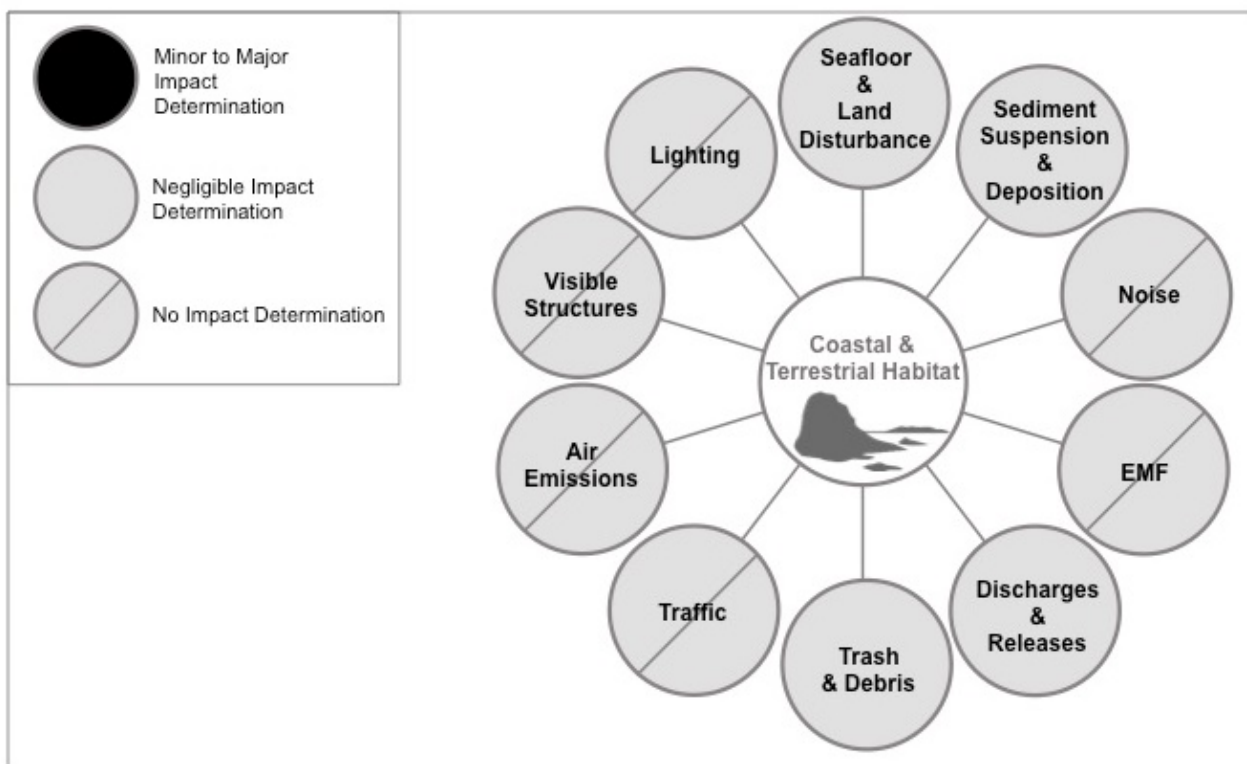 Minor to Major
Impact
Determination
Negligible Impact
Determination
No Impact Determination
Seafloor
&
Land
Disturbance
Sediment
Suspension
&
Deposition
Noise
EMF
Discharges
&
Releases
Trash
& Debris
Traffic
Air
Emissions
Visible
Structures
Lighting
Coastal &
Terrestrial Habitat